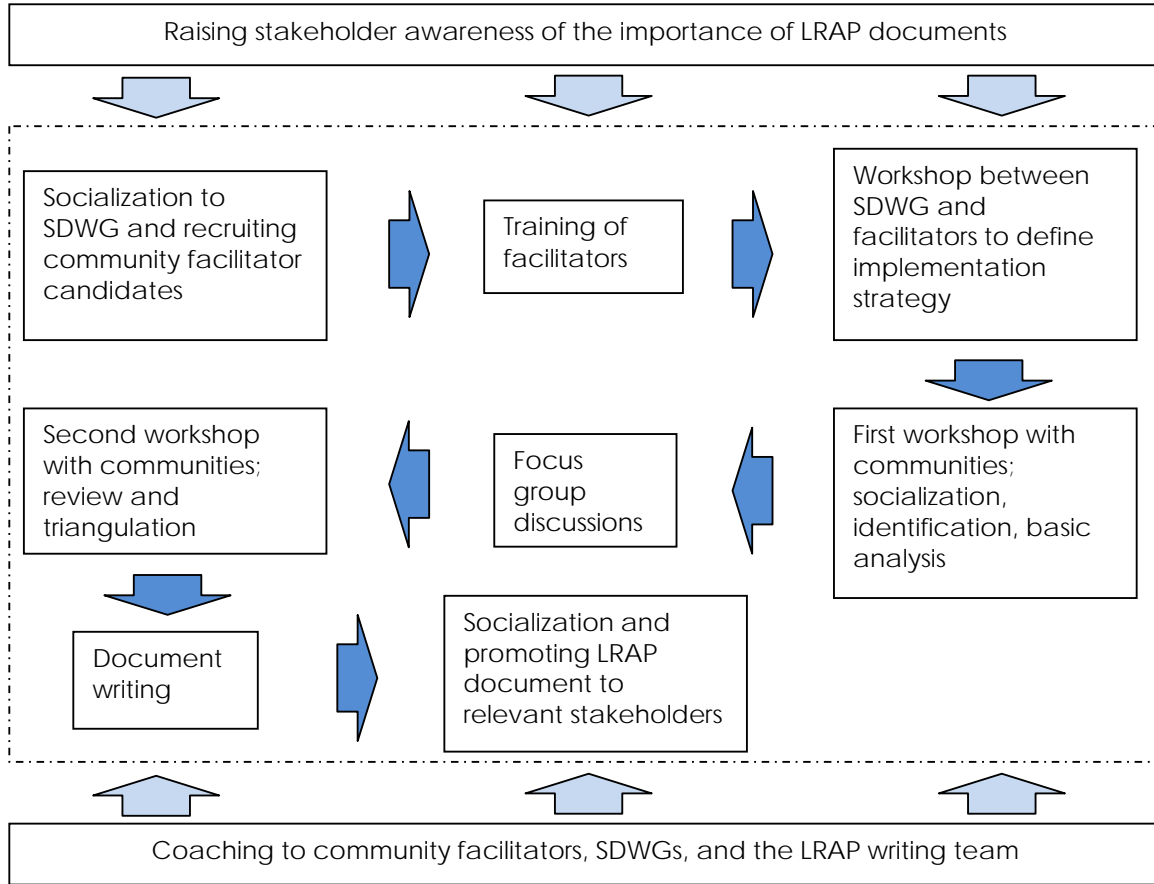 Raising stakeholder awareness of the importance of LRAP documents
Socialization to
SDWG and recruiting
community facilitator
candidates
Training of
facilitators
Workshop between
SDWG and
facilitators to define
implementation
strategy
First workshop with
communities;
socialization,
identification, basic
analysis
Focus
group
discussions
Second workshop
with communities;
review and
triangulation
Document
writing
Socialization and
promoting LRAP
document to
relevant stakeholders
Coaching to community facilitators, SDWGs, and the LRAP writing team